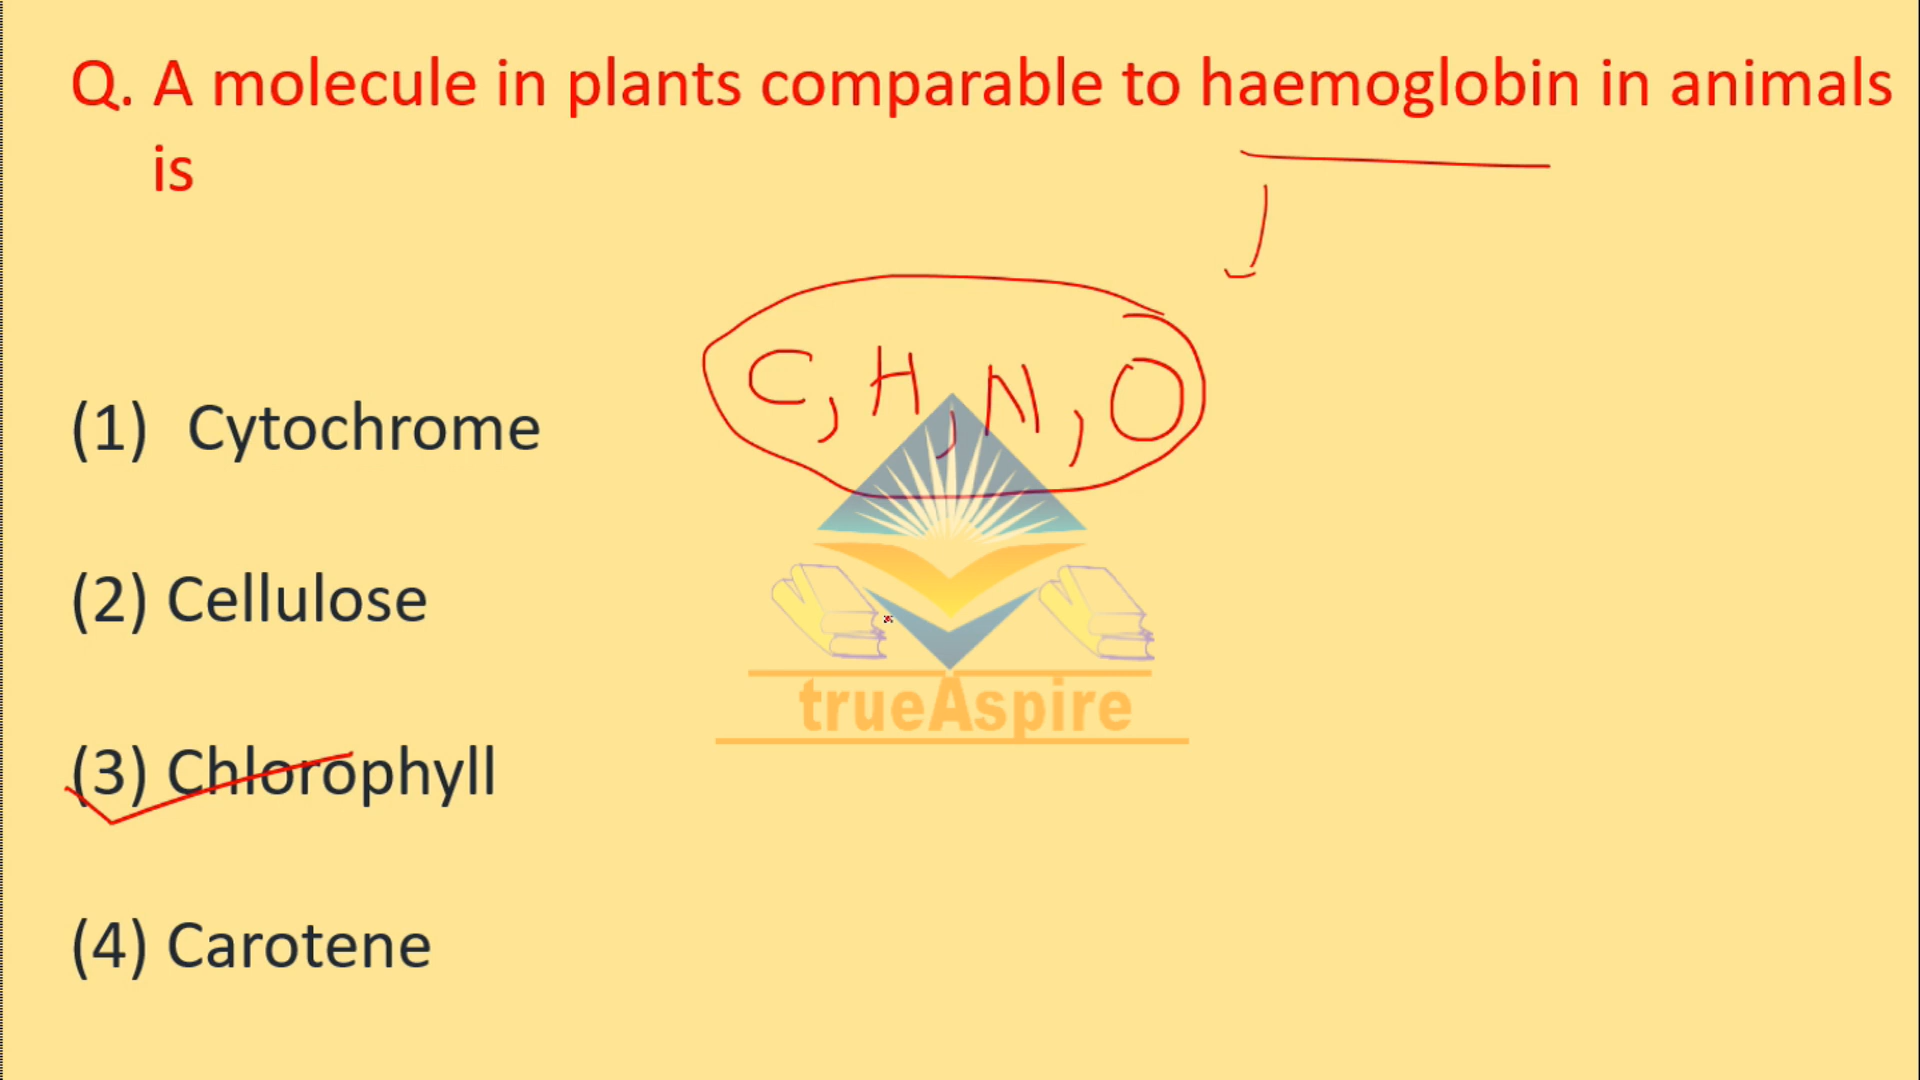 Q. A molecule in plants comparable to haemoglobin in animals
is
C, H, N, O
(1) Cytochrome
(2) Cellulose
trueAspire
(3) Chlorophyll
(4) Carotene